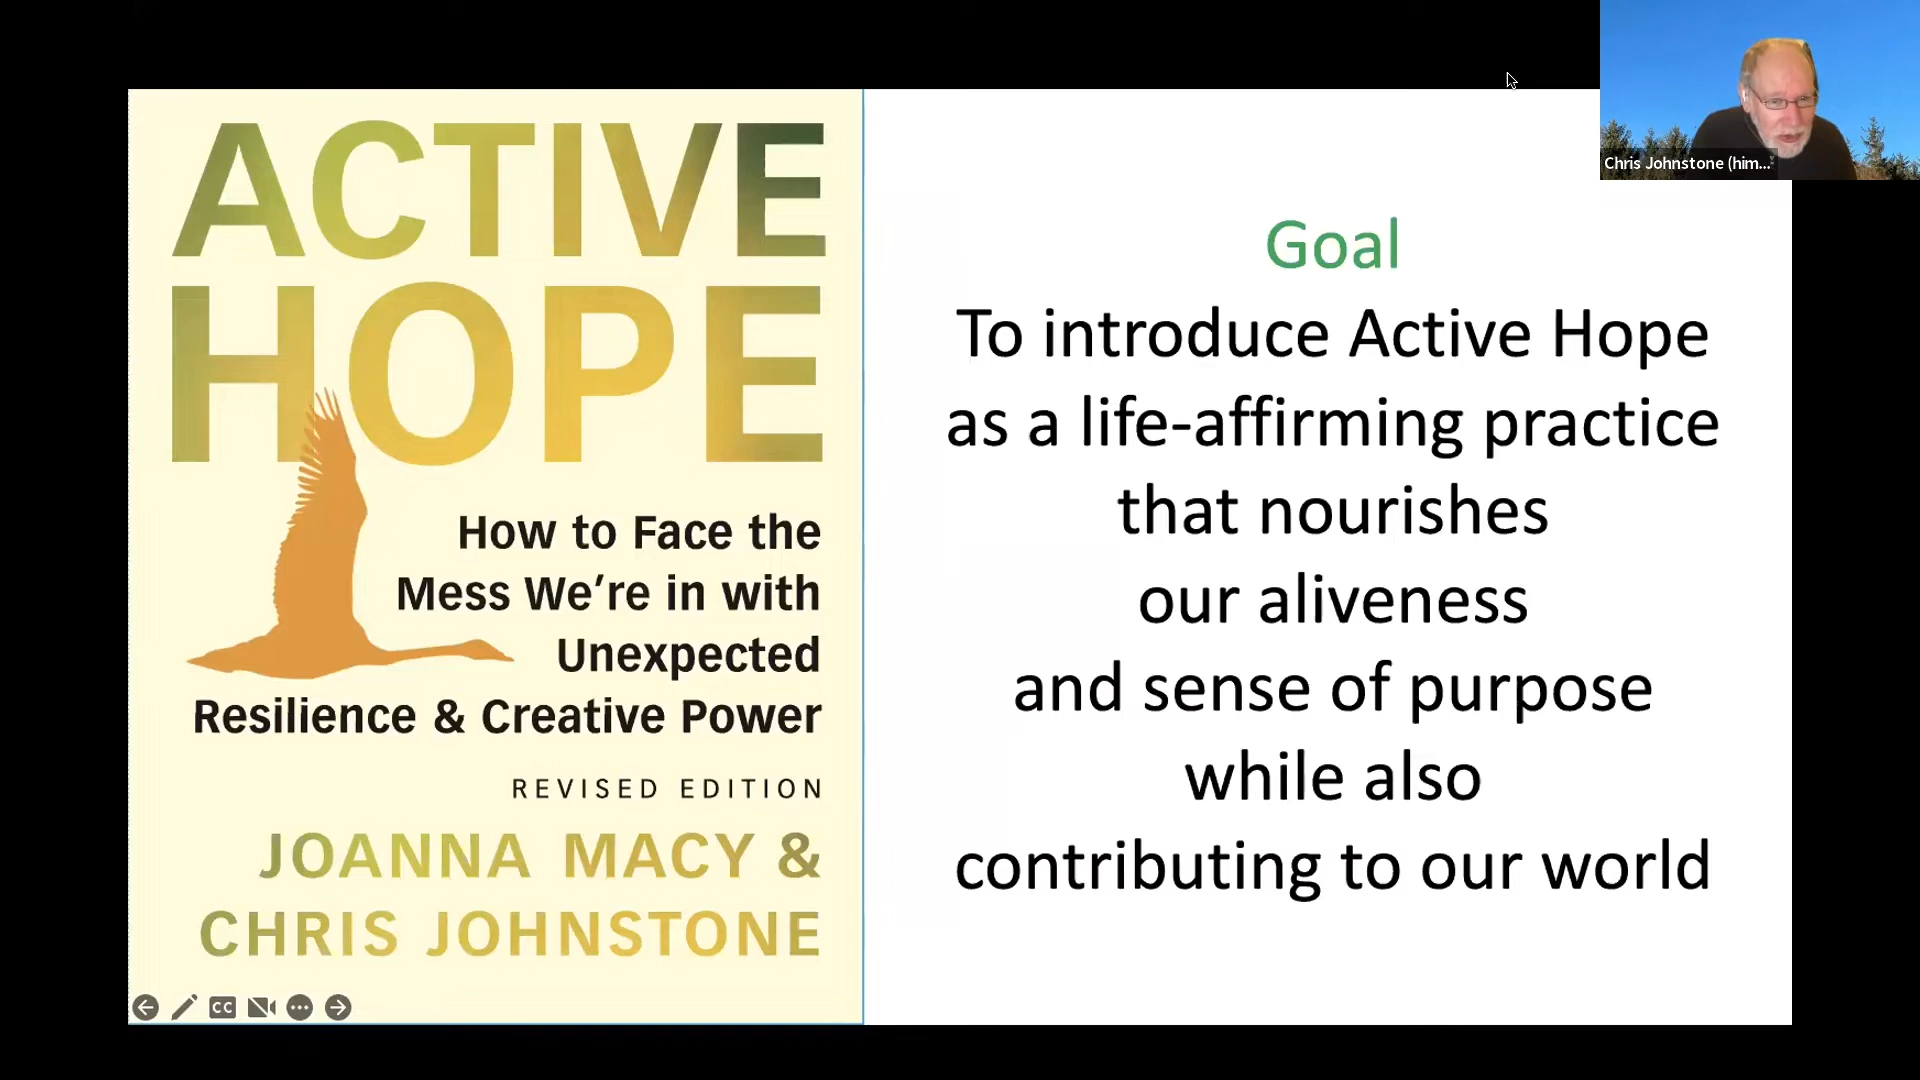 ACTIVE
HOPE
How to Face the
Mess We're in with
Unexpected
Resilience & Creative Power
REVISED EDITION
JOANNA MACY &
CHRIS JOHNSTONE
CC
Goal
To introduce Active Hope
as a life-affirming practice
that nourishes
our aliveness
and sense of purpose
while also
contributing to our world
Chris Johnstone (him...